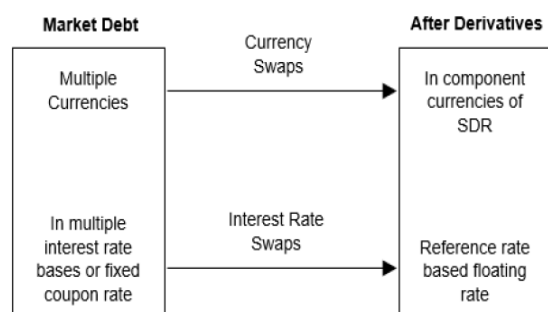 Market Debt
After Derivatives
Currency
Swaps
Multiple
Currencies
In component
currencies of
SDR
In multiple
interest rate
bases or fixed
coupon rate
Interest Rate
Swaps
Reference rate
based floating
rate